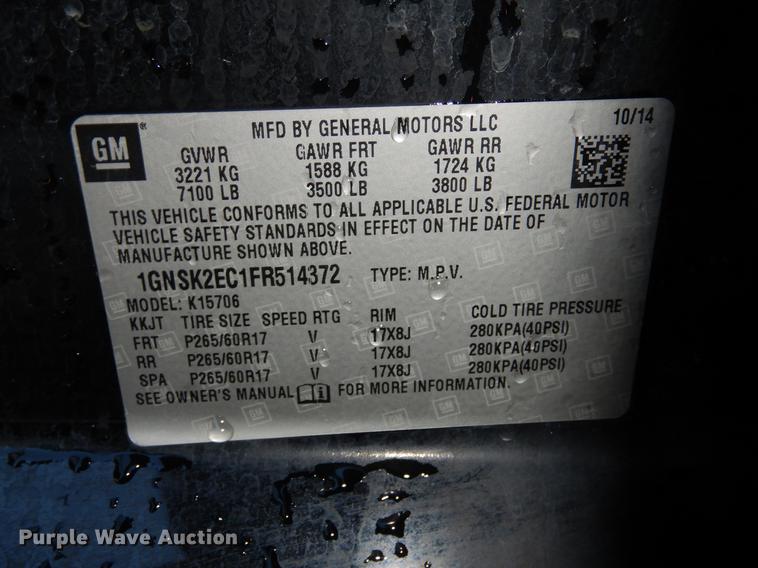 GM ® MFD BY GENERAL MOTORS LLC 10/14
GVWR GAWR FRT GAWR RR
3221 KG 1588 KG 1724 KG
7100 LB 3500 LB 3800 LB
THIS VEHICLE CONFORMS TO ALL APPLICABLE U.S. FEDERAL MOTOR
VEHICLE SAFETY STANDARDS IN EFFECT ON THE DATE OF
MANUFACTURE SHOWN ABOVE.
1GNSK2EC1FR514372 TYPE: M.P.V.
MODEL: K15706
KKJT TIRE SIZE SPEED RTG RIM COLD TIRE PRESSURE
FRT P265/60R17 V 17X8J 280KPA(40PSI)
RR P265/60R17 V 17X8J 280KPA(40PSI)
SPA P265/60R17 V 17X8J 280KPA(40PSI)
SEE OWNER'S MANUAL FOR MORE INFORMATION.
Purple Wave Auction